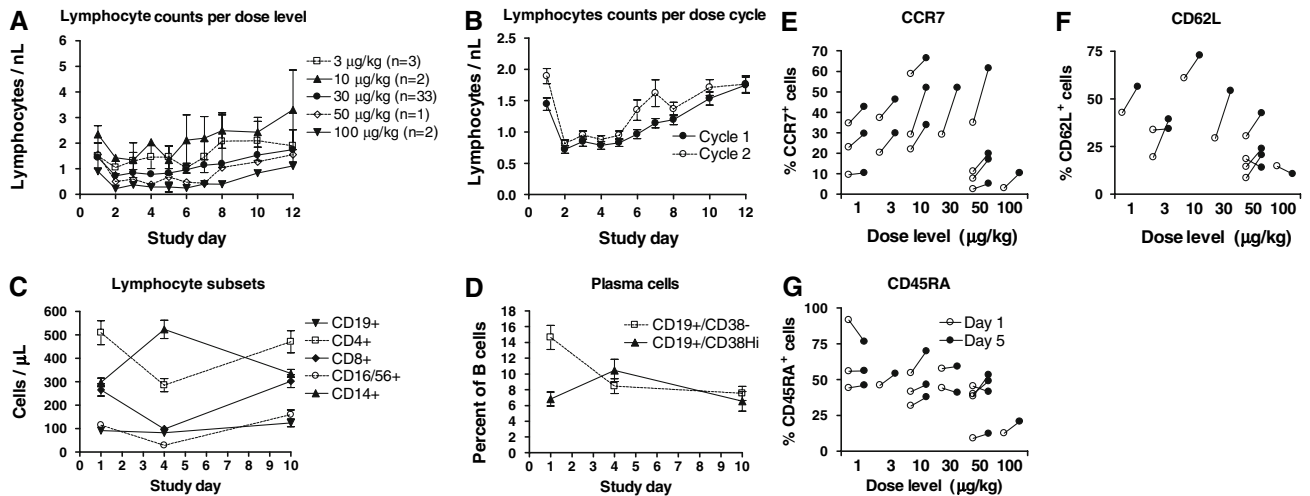 A
Lymphocyte counts per dose level
Lymphocytes / nL
6
5
4
3
2
1
0
0 2 4 6 8 10 12
Study day
3 µg/kg (n=3)
10 µg/kg (n=2)
30 µg/kg (n=33)
50 µg/kg (n=1)
100 µg/kg (n=2)
B
Lymphocytes counts per dose cycle
Lymphocytes / nL
2.5
2.0
1.5
1.0
0.5
0.0
0 2 4 6 8 10 12
Study day
Cycle 1
Cycle 2
E
CCR7
% CCR7+ cells
70
60
50
40
30
20
10
0
1 3 10 30 50 100
Dose level (µg/kg)
F
CD62L
% CD62L+ cells
75
50
25
0
1 3 10 30 50 100
Dose level (µg/kg)
C
Lymphocyte subsets
Cells / µL
600
500
400
300
200
100
0
0 1 2 3 4 5 6 7 8 9 10
Study day
CD19+
CD4+
CD8+
CD16/56+
CD14+
D
Plasma cells
Percent of B cells
18
16
14
12
10
8
6
4
2
0
0 1 2 3 4 5 6 7 8 9 10
Study day
CD19+/CD38-
CD19+/CD38Hi
G
CD45RA
% CD45RA+ cells
100
75
50
25
0
1 3 10 30 50 100
Dose level (µg/kg)
Day 1
Day 5